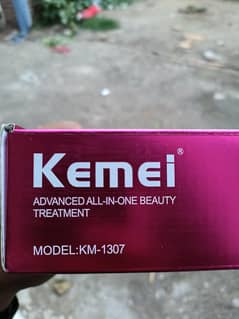 Kemei®
ADVANCED ALL-IN-ONE BEAUTY
TREATMENT
MODEL:KM-1307